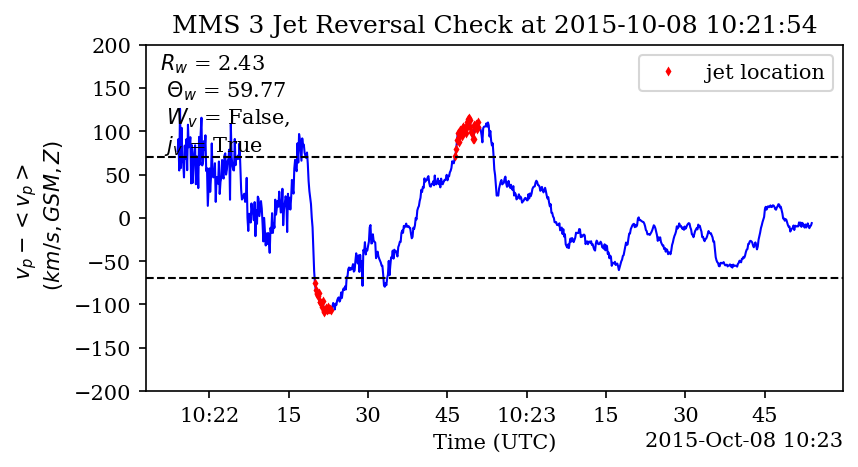 MMS 3 Jet Reversal Check at 2015-10-08 10:21:54
R_w = 2.43
Θ_w = 59.77
W_v = False,
j_v = True
jet location
200
150
100
50
0
−50
−100
−150
−200
v_p − <v_p>
(km/s, GSM, Z)
10:22 15 30 45 10:23 15 30 45
Time (UTC)
2015-Oct-08 10:23